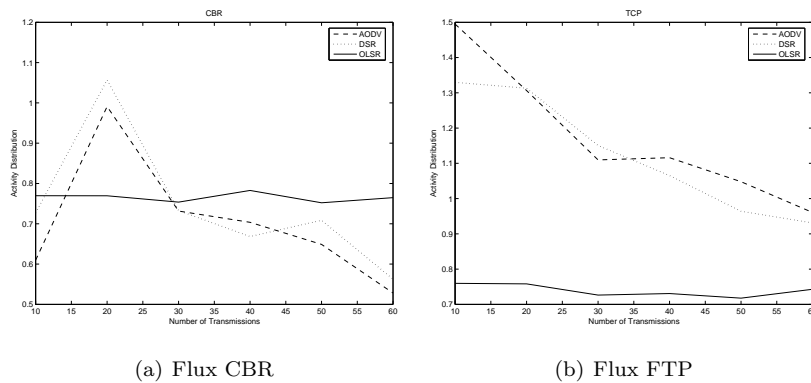 CBR
1.2
1.1
1
0.9
0.8
0.7
0.6
0.5
10 15 20 25 30 35 40 45 50 55 60
Activity Distribution
Number of Transmissions
AODV
DSR
OLSR
(a) Flux CBR
TCP
1.5
1.4
1.3
1.2
1.1
1
0.9
0.8
0.7
10 15 20 25 30 35 40 45 50 55 60
Activity Distribution
Number of Transmissions
AODV
DSR
OLSR
(b) Flux FTP